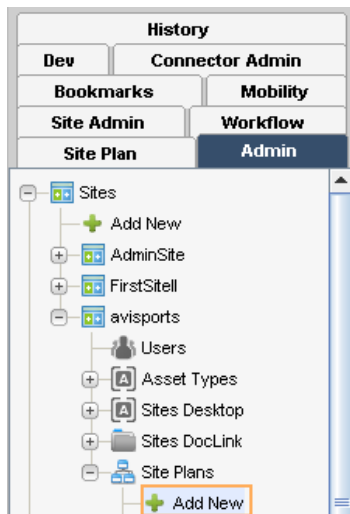 History
Dev Connector Admin
Bookmarks Mobility
Site Admin Workflow
Site Plan Admin
Sites
Add New
AdminSite
FirstSiteII
avisports
Users
Asset Types
Sites Desktop
Sites DocLink
Site Plans
Add New